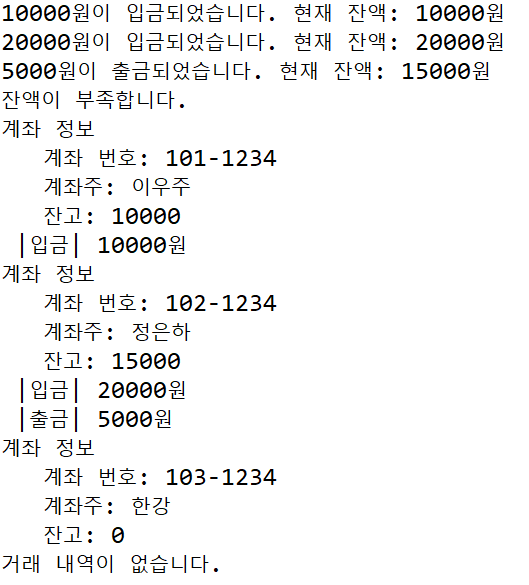 10000원이 입금되었습니다. 현재 잔액: 10000원
20000원이 입금되었습니다. 현재 잔액: 20000원
5000원이 출금되었습니다. 현재 잔액: 15000원
잔액이 부족합니다.
계좌 정보
계좌 번호: 101-1234
계좌주: 이우주
잔고: 10000
|입금| 10000원
계좌 정보
계좌 번호: 102-1234
계좌주: 정은하
잔고: 15000
|입금| 20000원
|출금| 5000원
계좌 정보
계좌 번호: 103-1234
계좌주: 한강
잔고: 0
거래 내역이 없습니다.